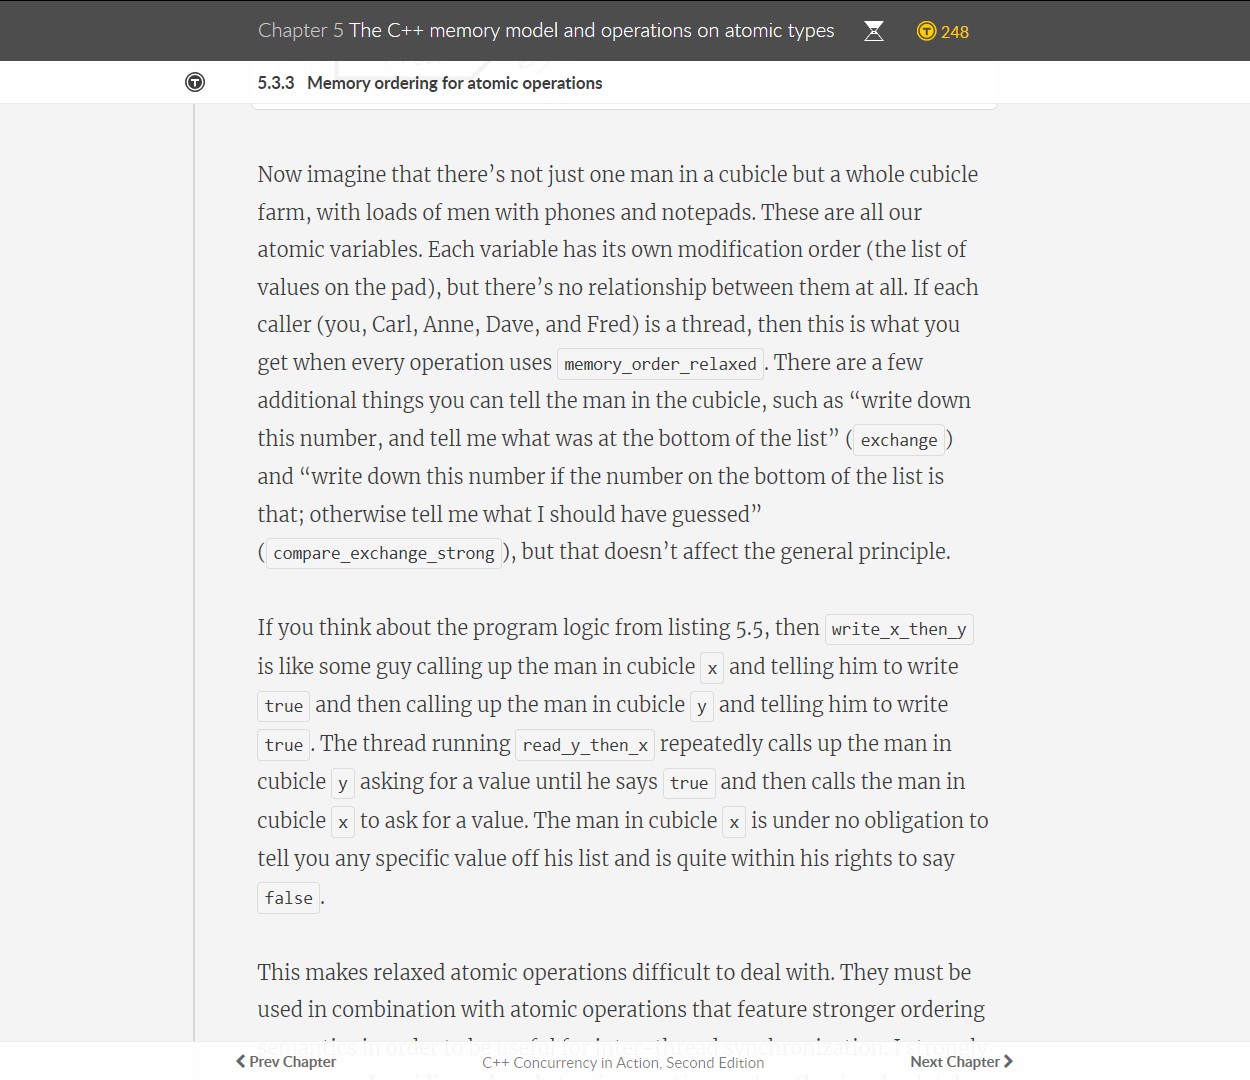 Chapter 5 The C++ memory model and operations on atomic types
248
5.3.3 Memory ordering for atomic operations
Now imagine that there’s not just one man in a cubicle but a whole cubicle
farm, with loads of men with phones and notepads. These are all our
atomic variables. Each variable has its own modification order (the list of
values on the pad), but there’s no relationship between them at all. If each
caller (you, Carl, Anne, Dave, and Fred) is a thread, then this is what you
get when every operation uses memory_order_relaxed. There are a few
additional things you can tell the man in the cubicle, such as “write down
this number, and tell me what was at the bottom of the list” (exchange)
and “write down this number if the number on the bottom of the list is
that; otherwise tell me what I should have guessed”
(compare_exchange_strong), but that doesn’t affect the general principle.
If you think about the program logic from listing 5.5, then write_x_then_y
is like some guy calling up the man in cubicle x and telling him to write
true and then calling up the man in cubicle y and telling him to write
true. The thread running read_y_then_x repeatedly calls up the man in
cubicle y asking for a value until he says true and then calls the man in
cubicle x to ask for a value. The man in cubicle x is under no obligation to
tell you any specific value off his list and is quite within his rights to say
false.
This makes relaxed atomic operations difficult to deal with. They must be
used in combination with atomic operations that feature stronger ordering
semantics in order to be useful for inter-thread synchronization. I strongly
Prev Chapter
C++ Concurrency in Action, Second Edition
Next Chapter